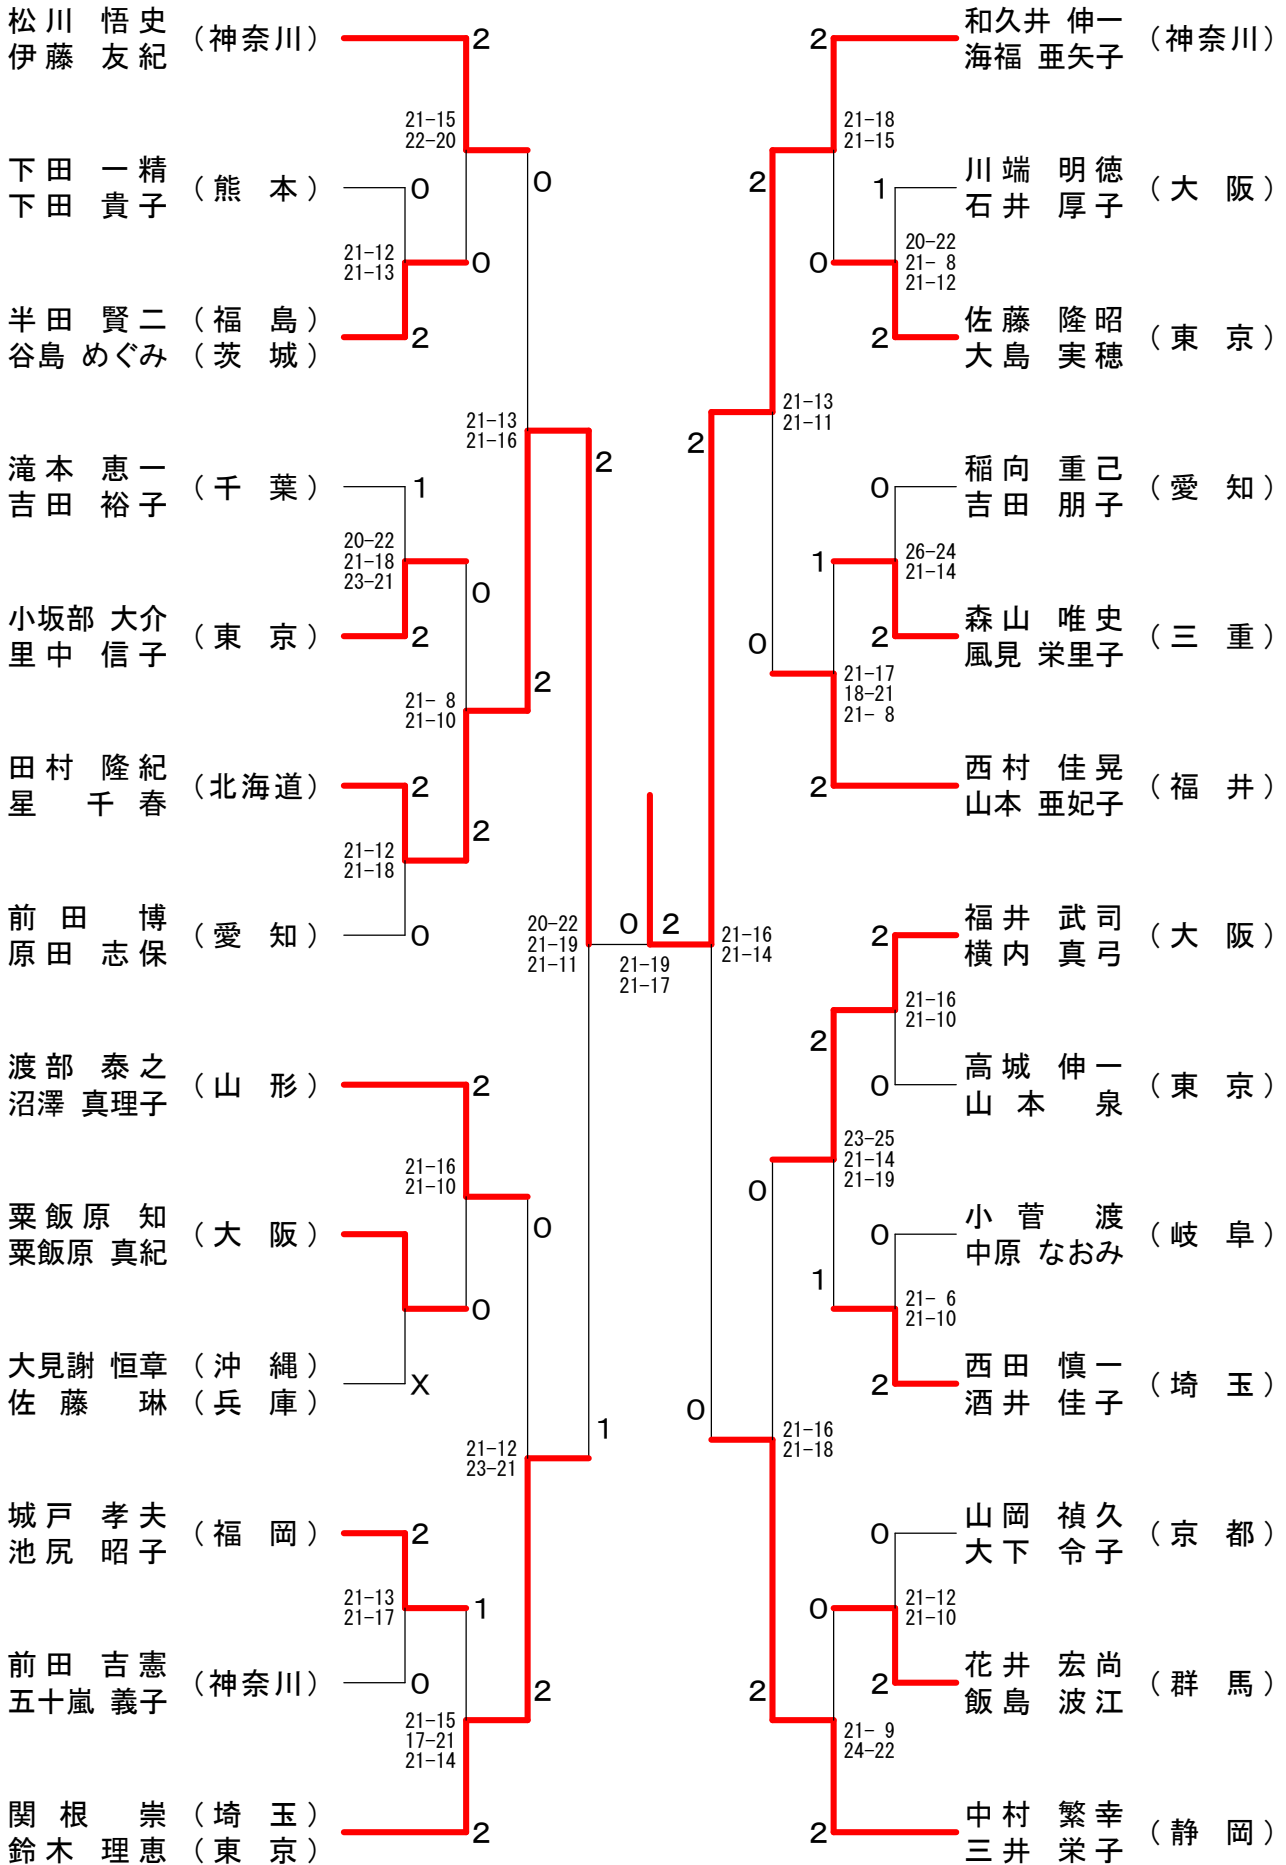 松川 悟史
伊藤 友紀
（神奈川）
2
21-15
22-20
下田 一精
下田 貴子
（熊 本）
0
0
21-12
21-13
0
半田 賢二
谷島 めぐみ
（福 島）
（茨 城）
2
21-13
21-16
2
滝本 恵一
吉田 裕子
（千 葉）
1
20-22
21-18
23-21
0
小坂部 大介
里中 信子
（東 京）
2
2
21- 8
21-10
田村 隆紀
星 千春
（北海道）
2
2
21-12
21-18
前田 博
原田 志保
（愛 知）
0
20-22
21-19
21-11
0
2
21-19
21-17
渡部 泰之
沼澤 真理子
（山 形）
2
21-16
21-10
0
粟飯原 知
粟飯原 真紀
（大 阪）
0
大見謝 恒章
佐藤 琳
（沖 縄）
（兵 庫）
X
1
21-12
23-21
城戸 孝夫
池尻 昭子
（福 岡）
2
21-13
21-17
1
前田 吉憲
五十嵐 義子
（神奈川）
0
2
21-15
17-21
21-14
関根 崇
鈴木 理恵
（埼 玉）
（東 京）
2
2
和久井 伸一
海福 亜矢子
（神奈川）
21-18
21-15
2
1
川端 明徳
石井 厚子
（大 阪）
0
20-22
21- 8
21-12
2
佐藤 隆昭
大島 実穂
（東 京）
21-13
21-11
2
0
稲向 重己
吉田 朋子
（愛 知）
1
26-24
21-14
0
2
森山 唯史
風見 栄里子
（三 重）
21-17
18-21
21- 8
2
西村 佳晃
山本 亜妃子
（福 井）
21-16
21-14
2
福井 武司
横内 真弓
（大 阪）
21-16
21-10
2
0
高城 伸一
山本 泉
（東 京）
23-25
21-14
21-19
0
0
小菅 渡
中原 なおみ
（岐 阜）
1
21- 6
21-10
2
西田 慎一
酒井 佳子
（埼 玉）
0
21-16
21-18
0
山岡 禎久
大下 令子
（京 都）
0
21-12
21-10
2
2
花井 宏尚
飯島 波江
（群 馬）
21- 9
24-22
2
中村 繁幸
三井 栄子
（静 岡）